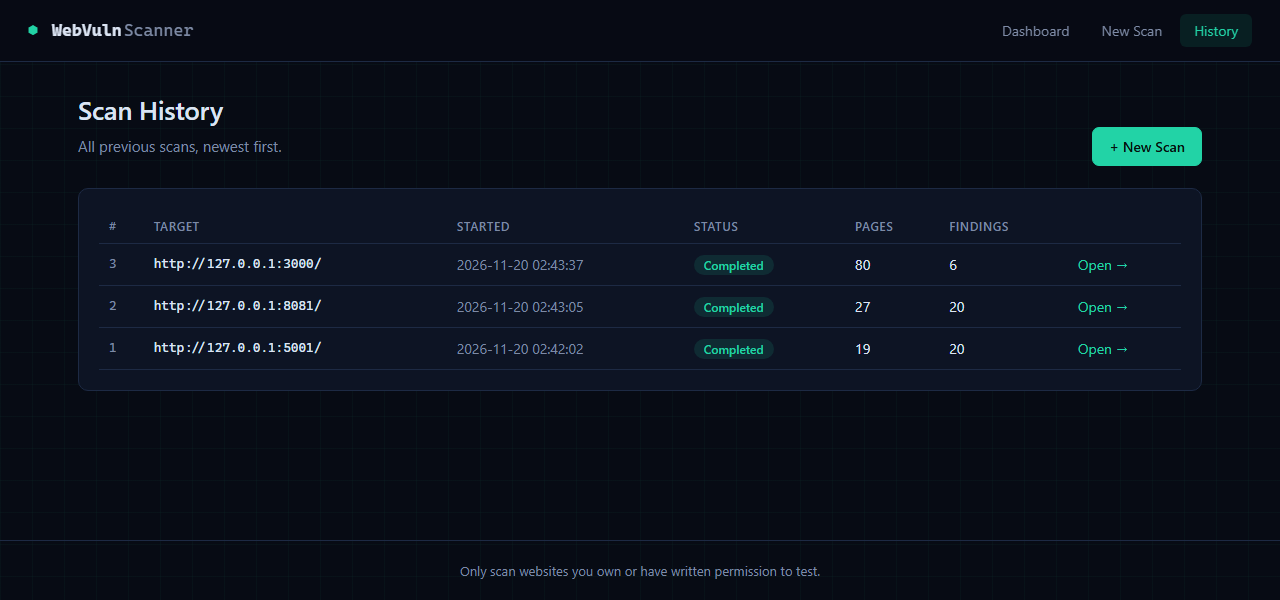 WebVulnScanner Dashboard New Scan History
Scan History
All previous scans, newest first.
+ New Scan
# TARGET STARTED STATUS PAGES FINDINGS
3 http://127.0.0.1:3000/ 2026-11-20 02:43:37 Completed 80 6 Open →
2 http://127.0.0.1:8081/ 2026-11-20 02:43:05 Completed 27 20 Open →
1 http://127.0.0.1:5001/ 2026-11-20 02:42:02 Completed 19 20 Open →
Only scan websites you own or have written permission to test.